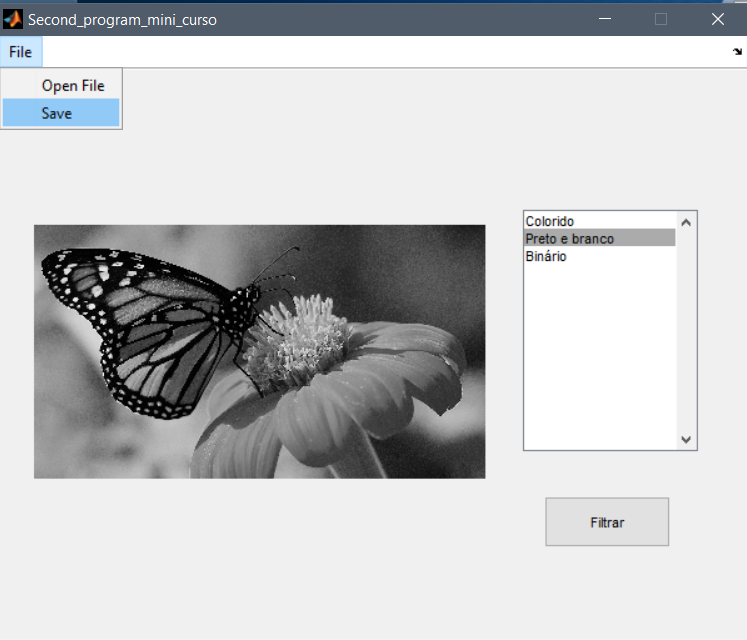 Second_program_mini_curso
File
Open File
Save
Colorido
Preto e branco
Binário
Filtrar